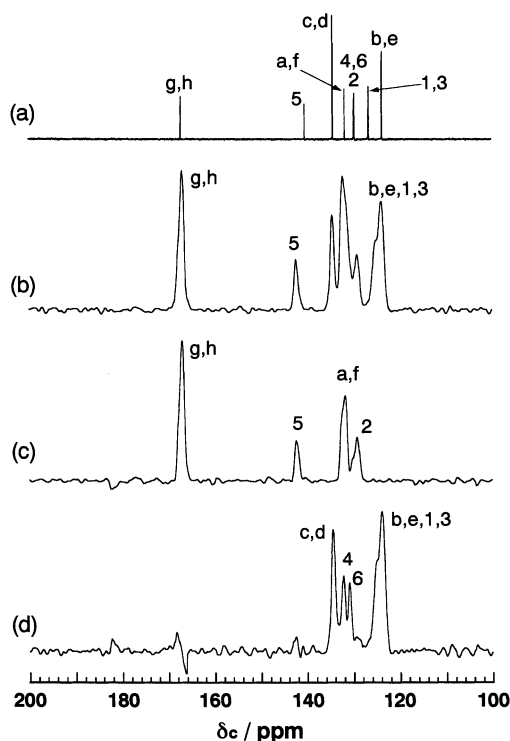 c,d
a,f
4,6
2
b,e
g,h
5
1,3
(a)
g,h
b,e,1,3
5
(b)
g,h
a,f
5
2
(c)
c,d
b,e,1,3
4
6
(d)
200 180 160 140 120 100
δc / ppm